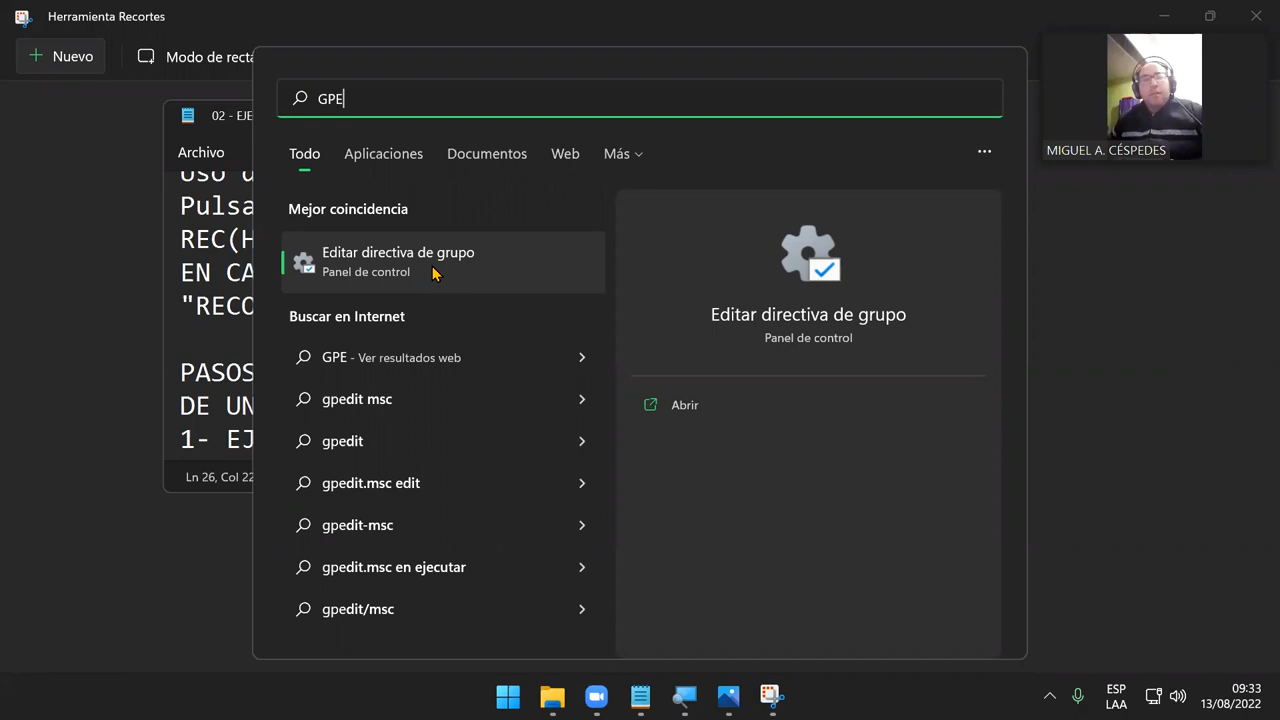 Herramienta Recortes
Nuevo
Modo de rectá
GPE
MIGUEL A. CÉSPEDES
02 - EJE
Archivo
Todo
Aplicaciones
Documentos
Web
Más
Mejor coincidencia
Editar directiva de grupo
Panel de control
Editar directiva de grupo
Panel de control
Abrir
Buscar en Internet
GPE - Ver resultados web
gpedit msc
gpedit
gpedit.msc edit
gpedit-msc
gpedit.msc en ejecutar
gpedit/msc
Pulsa
REC(H
EN CA
"RECO
PASOS
DE UN
1- EJ
Ln 26, Col 22
ESP
LAA
09:33
13/08/2022